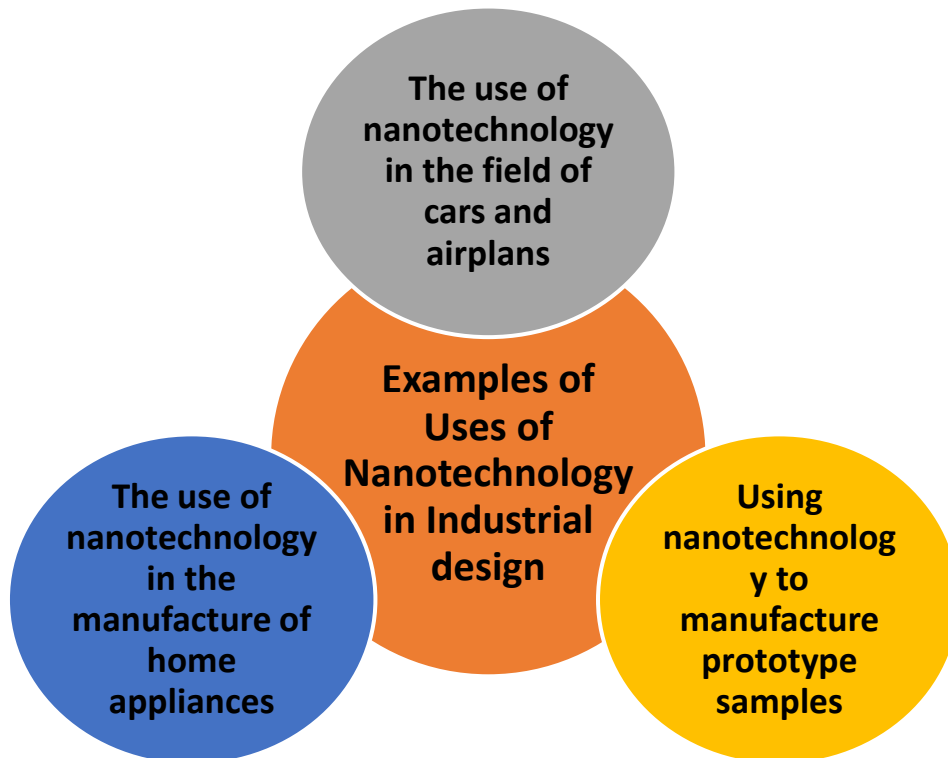 The use of
nanotechnology
in the field of
cars and
airplans
Examples of
Uses of
Nanotechnology
in Industrial
design
The use of
nanotechnology
in the
manufacture of
home
appliances
Using
nanotechnolog
y to
manufacture
prototype
samples